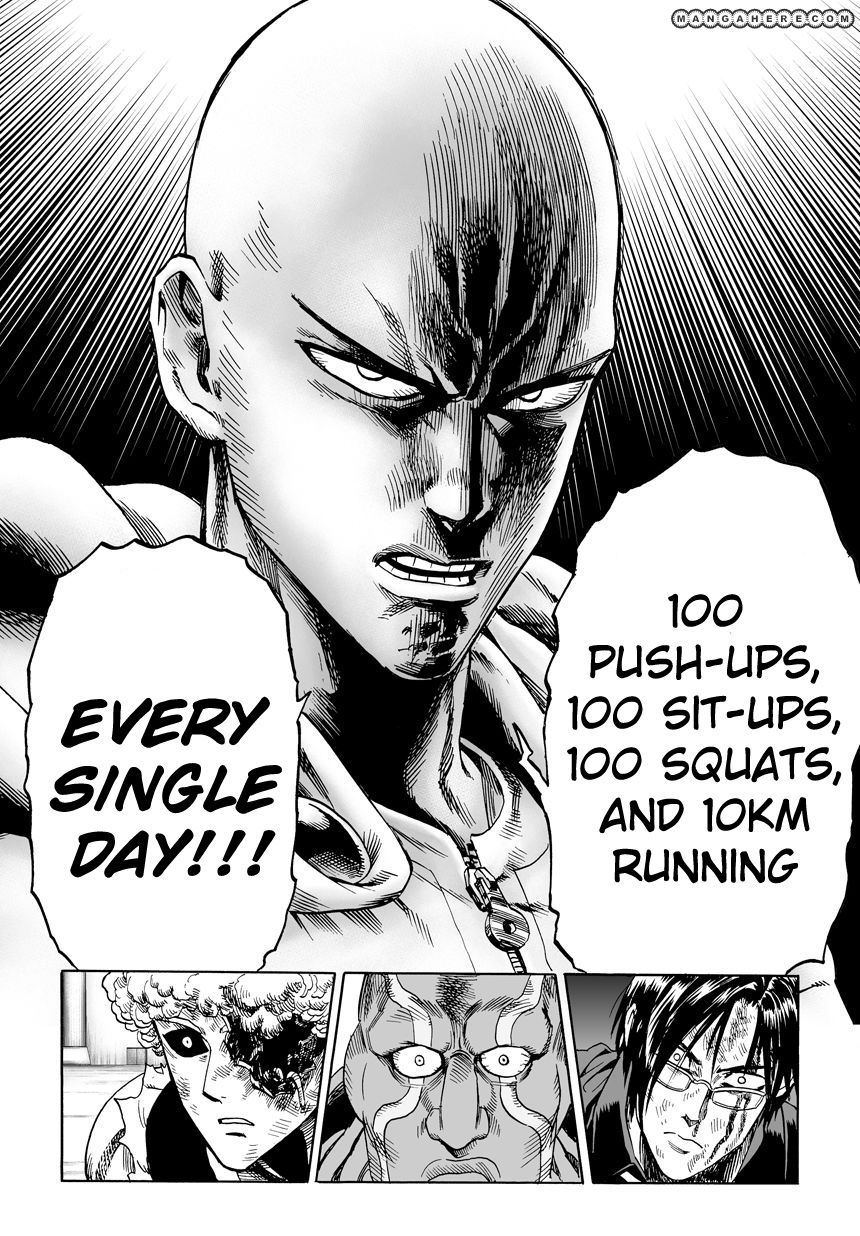 MANGAHERE.COM
100
PUSH-UPS,
100 SIT-UPS,
100 SQUATS,
AND 10KM
RUNNING
EVERY
SINGLE
DAY!!!